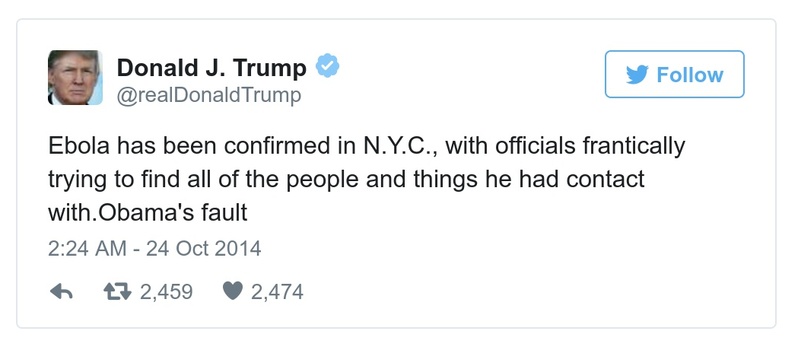 Donald J. Trump
@realDonaldTrump
Follow
Ebola has been confirmed in N.Y.C., with officials frantically
trying to find all of the people and things he had contact
with.Obama's fault
2:24 AM - 24 Oct 2014
2,459 2,474